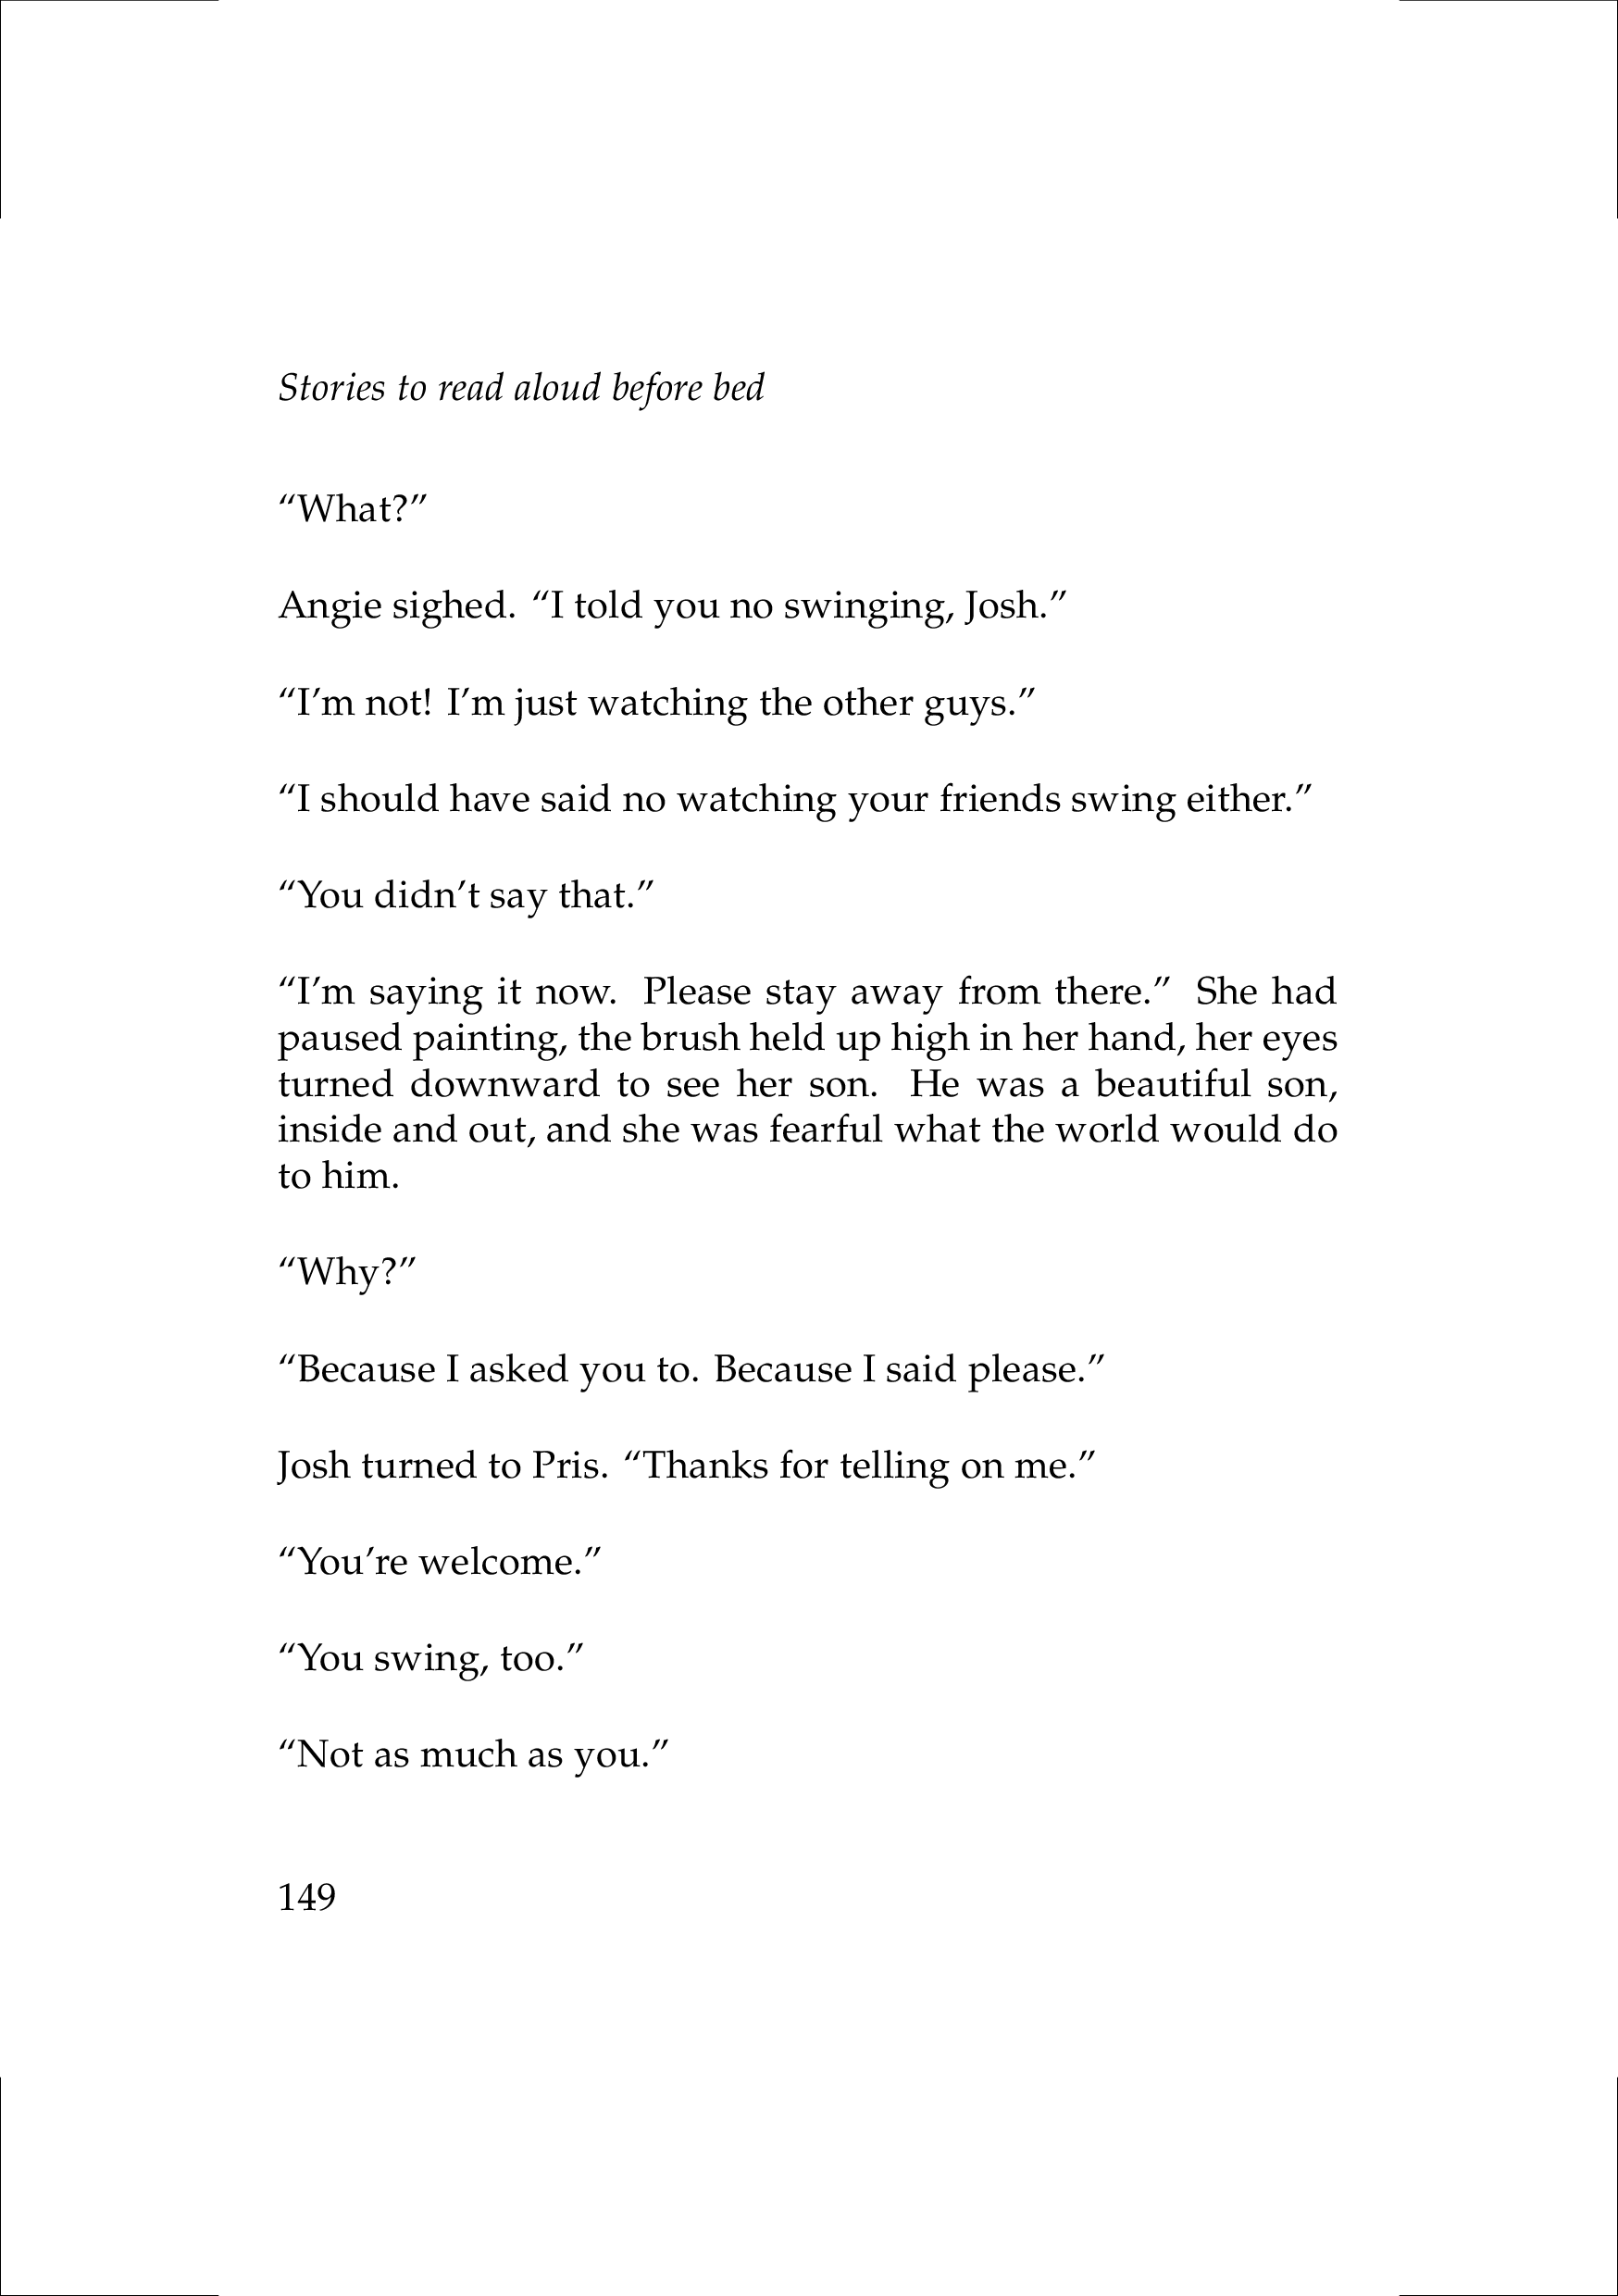 Stories to read aloud before bed
“What?”
Angie sighed. “I told you no swinging, Josh.”
“I’m not! I’m just watching the other guys.”
“I should have said no watching your friends swing either.”
“You didn’t say that.”
“I’m saying it now. Please stay away from there.” She had
paused painting, the brush held up high in her hand, her eyes
turned downward to see her son. He was a beautiful son,
inside and out, and she was fearful what the world would do
to him.
“Why?”
“Because I asked you to. Because I said please.”
Josh turned to Pris. “Thanks for telling on me.”
“You’re welcome.”
“You swing, too.”
“Not as much as you.”
149